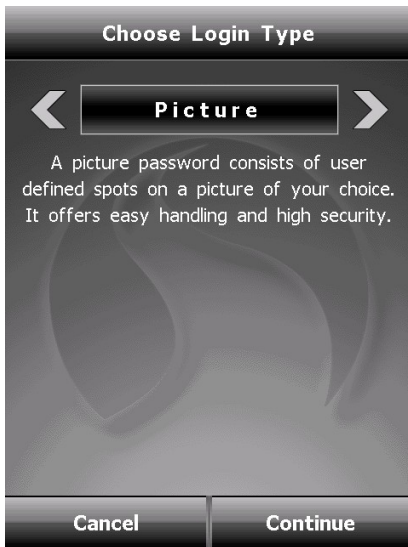 Choose Login Type
Picture
A picture password consists of user
defined spots on a picture of your choice.
It offers easy handling and high security.
Cancel
Continue